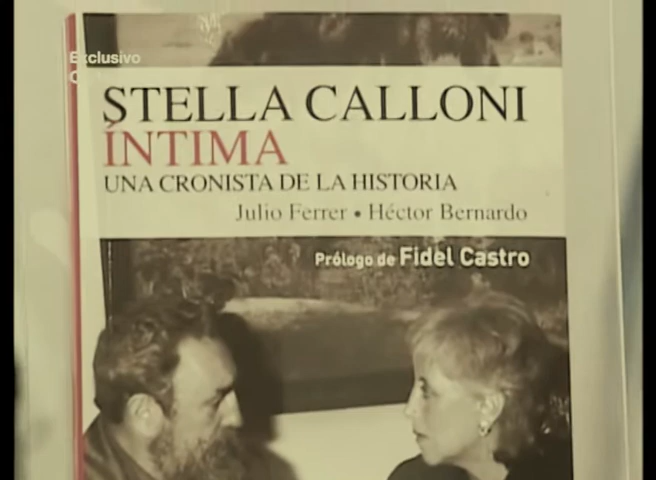 Exclusivo
STELLA CALLONI
ÍNTIMA
UNA CRONISTA DE LA HISTORIA
Julio Ferrer • Héctor Bernardo
Prólogo de Fidel Castro